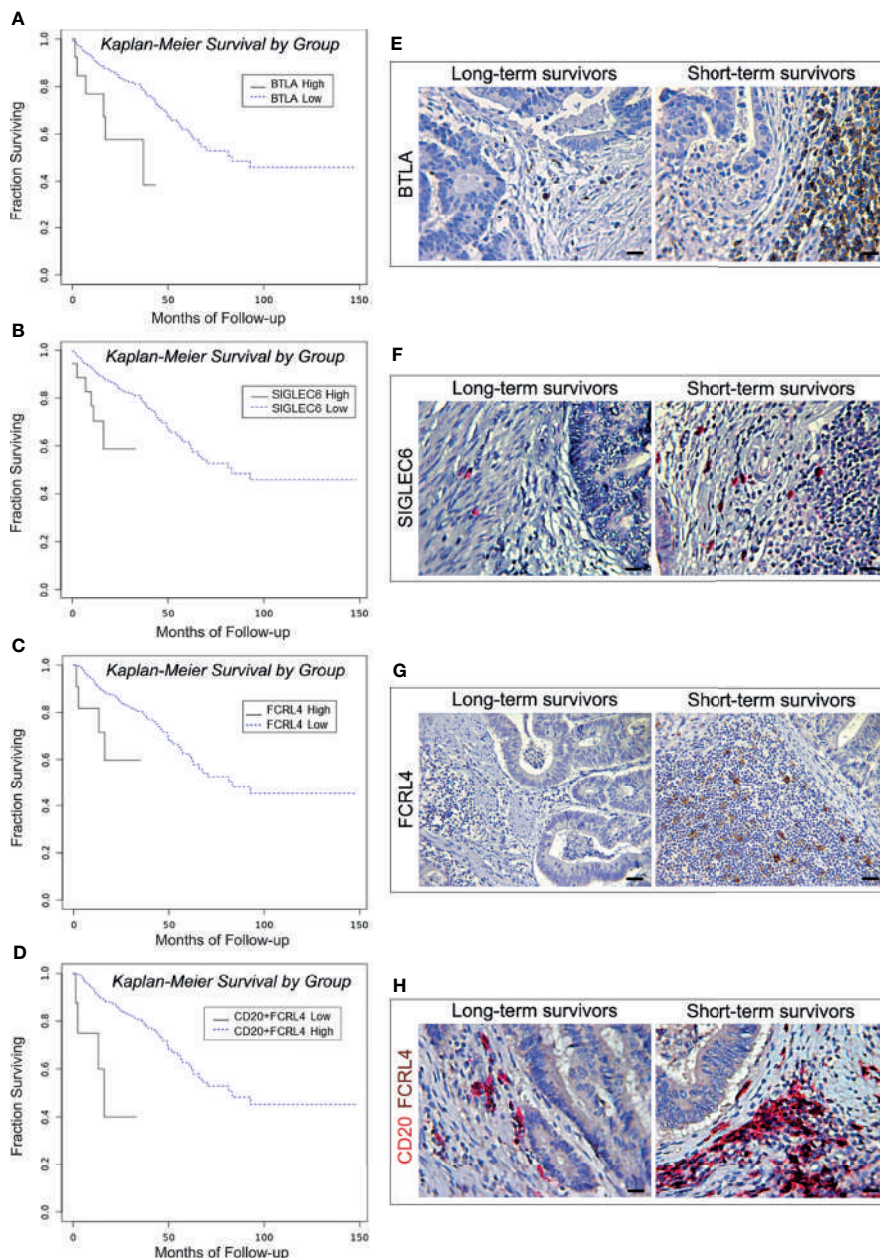 A
Kaplan-Meier Survival by Group
BTLA High
BTLA Low
Fraction Surviving
1.0
0.8
0.6
0.4
0.2
0.0
0 50 100 150
Months of Follow-up
B
Kaplan-Meier Survival by Group
SIGLEC6 High
SIGLEC6 Low
Fraction Surviving
1.0
0.8
0.6
0.4
0.2
0.0
0 50 100 150
Months of Follow-up
C
Kaplan-Meier Survival by Group
FCRL4 High
FCRL4 Low
Fraction Surviving
1.0
0.8
0.6
0.4
0.2
0.0
0 50 100 150
Months of Follow-up
D
Kaplan-Meier Survival by Group
CD20+FCRL4 Low
CD20+FCRL4 High
Fraction Surviving
1.0
0.8
0.6
0.4
0.2
0.0
0 50 100 150
Months of Follow-up
E
Long-term survivors Short-term survivors
BTLA
F
Long-term survivors Short-term survivors
SIGLEC6
G
Long-term survivors Short-term survivors
FCRL4
H
Long-term survivors Short-term survivors
CD20 FCRL4